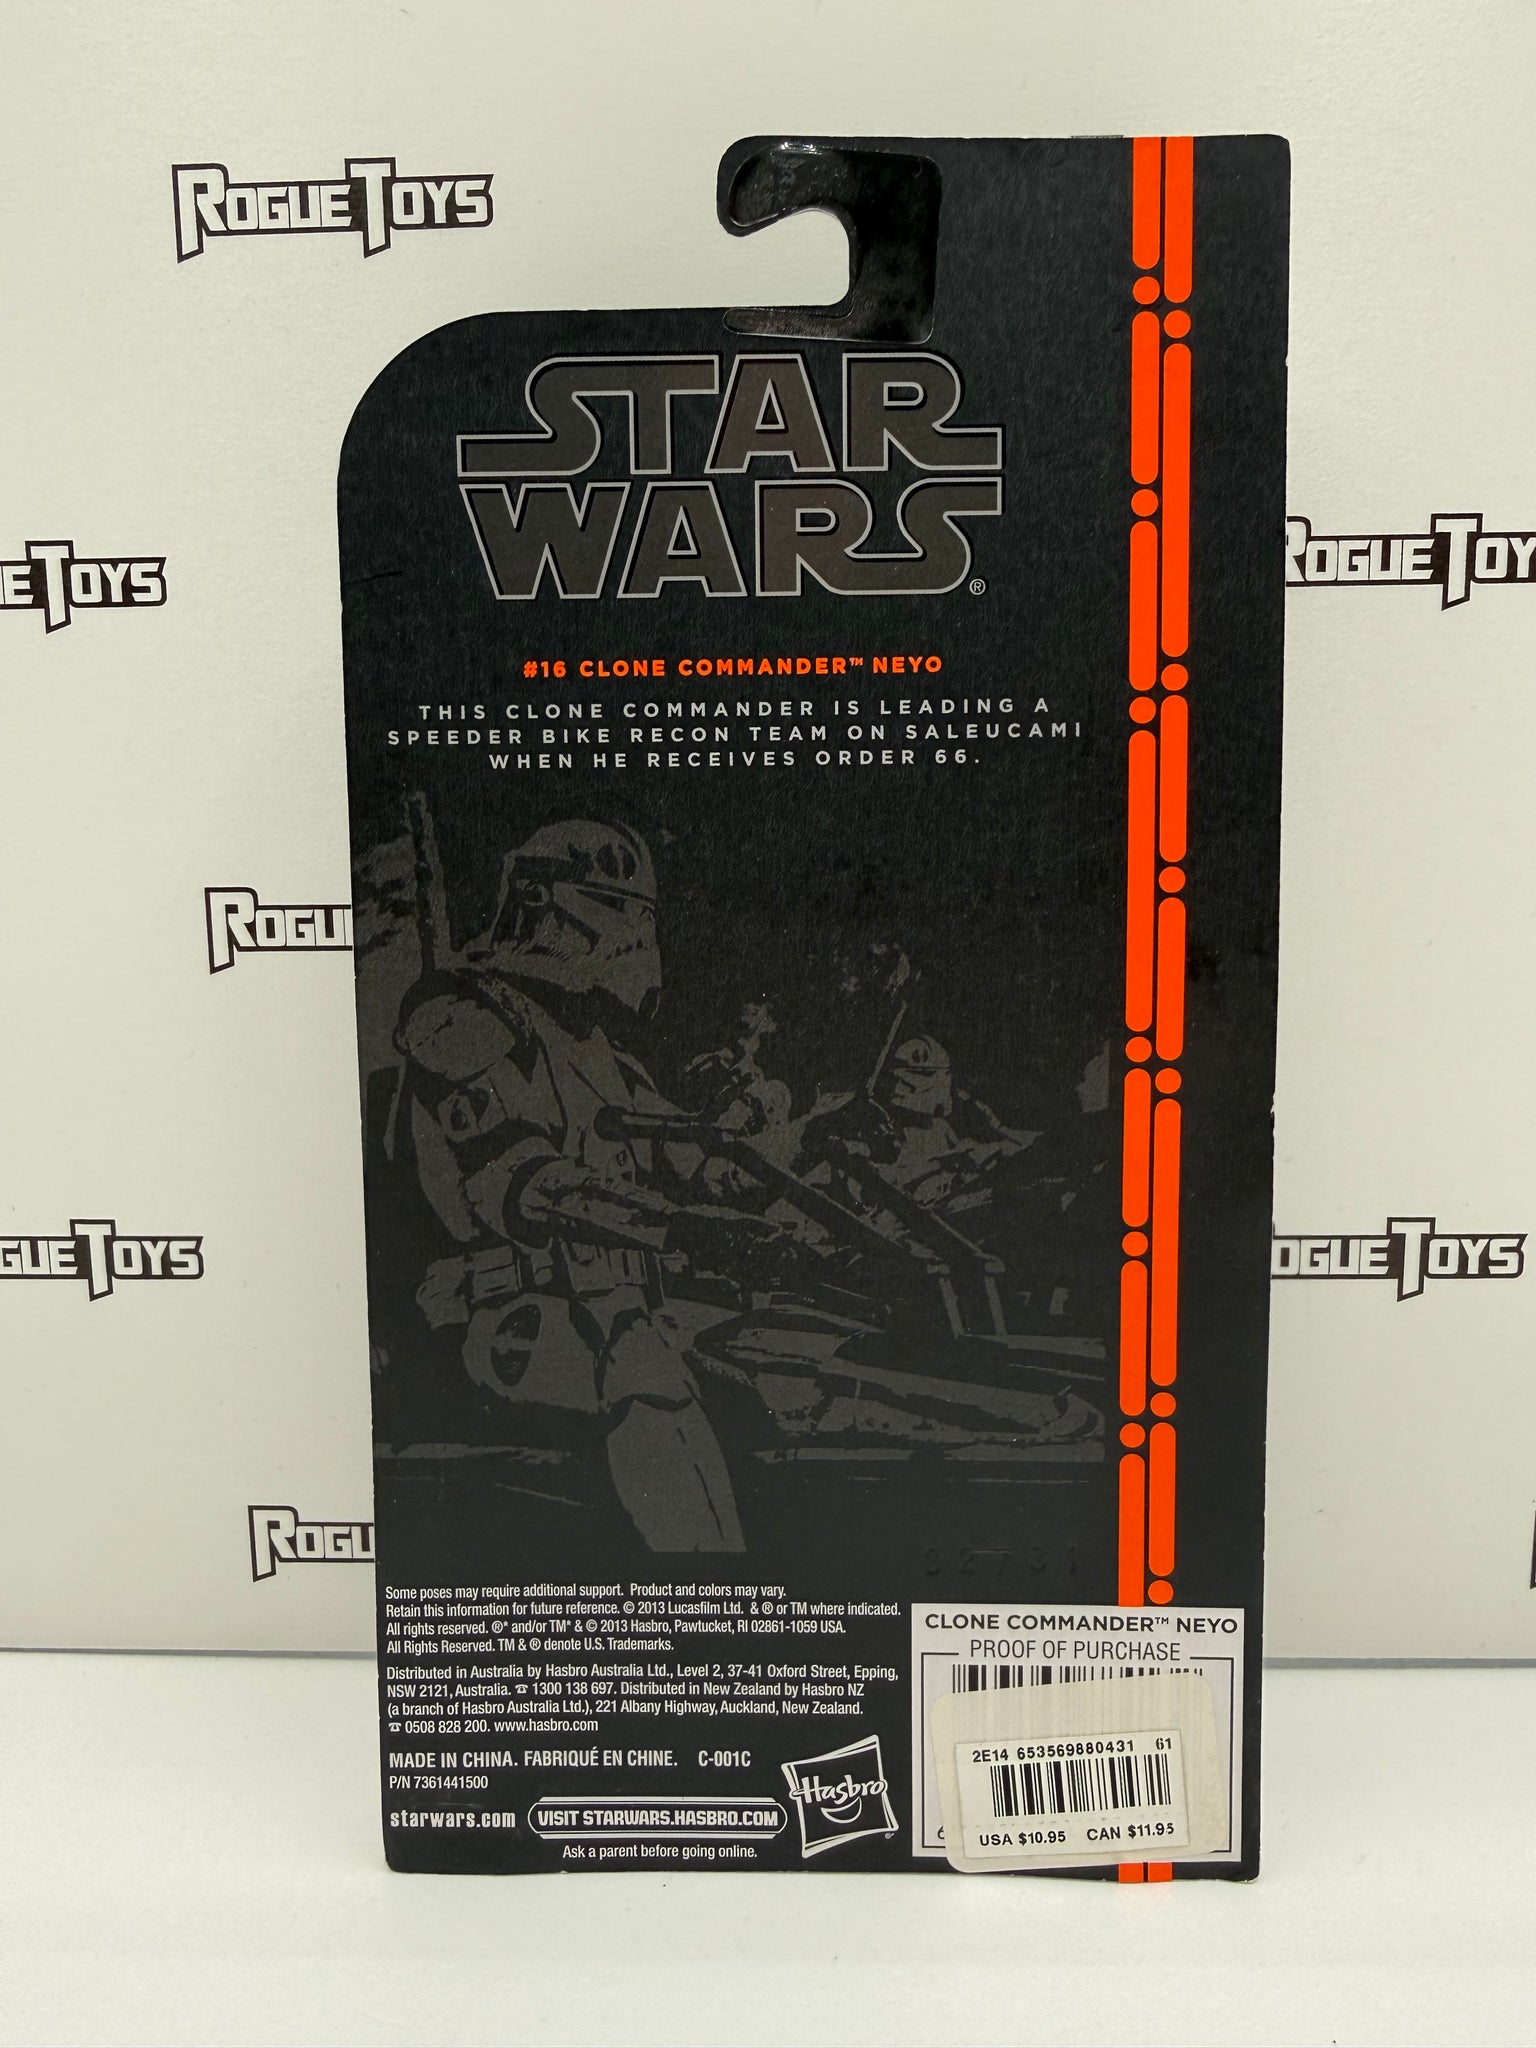 ROGUE TOYS
STAR
WARS®
E TOYS
ROGUE TOY
#16 CLONE COMMANDER™ NEYO
THIS CLONE COMMANDER IS LEADING A
SPEEDER BIKE RECON TEAM ON SALEUCAMI
WHEN HE RECEIVES ORDER 66.
ROGU
GUE TOYS
OGUE TOYS
ROGU
Some poses may require additional support. Product and colors may vary.
Retain this information for future reference. © 2013 Lucasfilm Ltd. & ® or TM where indicated.
All rights reserved. ®* and/or TM* & © 2013 Hasbro, Pawtucket, RI 02861-1059 USA.
All Rights Reserved. TM & ® denote U.S. Trademarks.
Distributed in Australia by Hasbro Australia Ltd., Level 2, 37-41 Oxford Street, Epping,
NSW 2121, Australia. ☎ 1300 138 697. Distributed in New Zealand by Hasbro NZ
(a branch of Hasbro Australia Ltd.), 221 Albany Highway, Auckland, New Zealand.
☎ 0508 828 200. www.hasbro.com
MADE IN CHINA. FABRIQUÉ EN CHINE. C-001C
P/N 7361441500
starwars.com VISIT STARWARS.HASBRO.COM
Ask a parent before going online.
Hasbro®
CLONE COMMANDER™ NEYO
PROOF OF PURCHASE
2E14 653569880431 61
6
USA $10.95 CAN $11.95